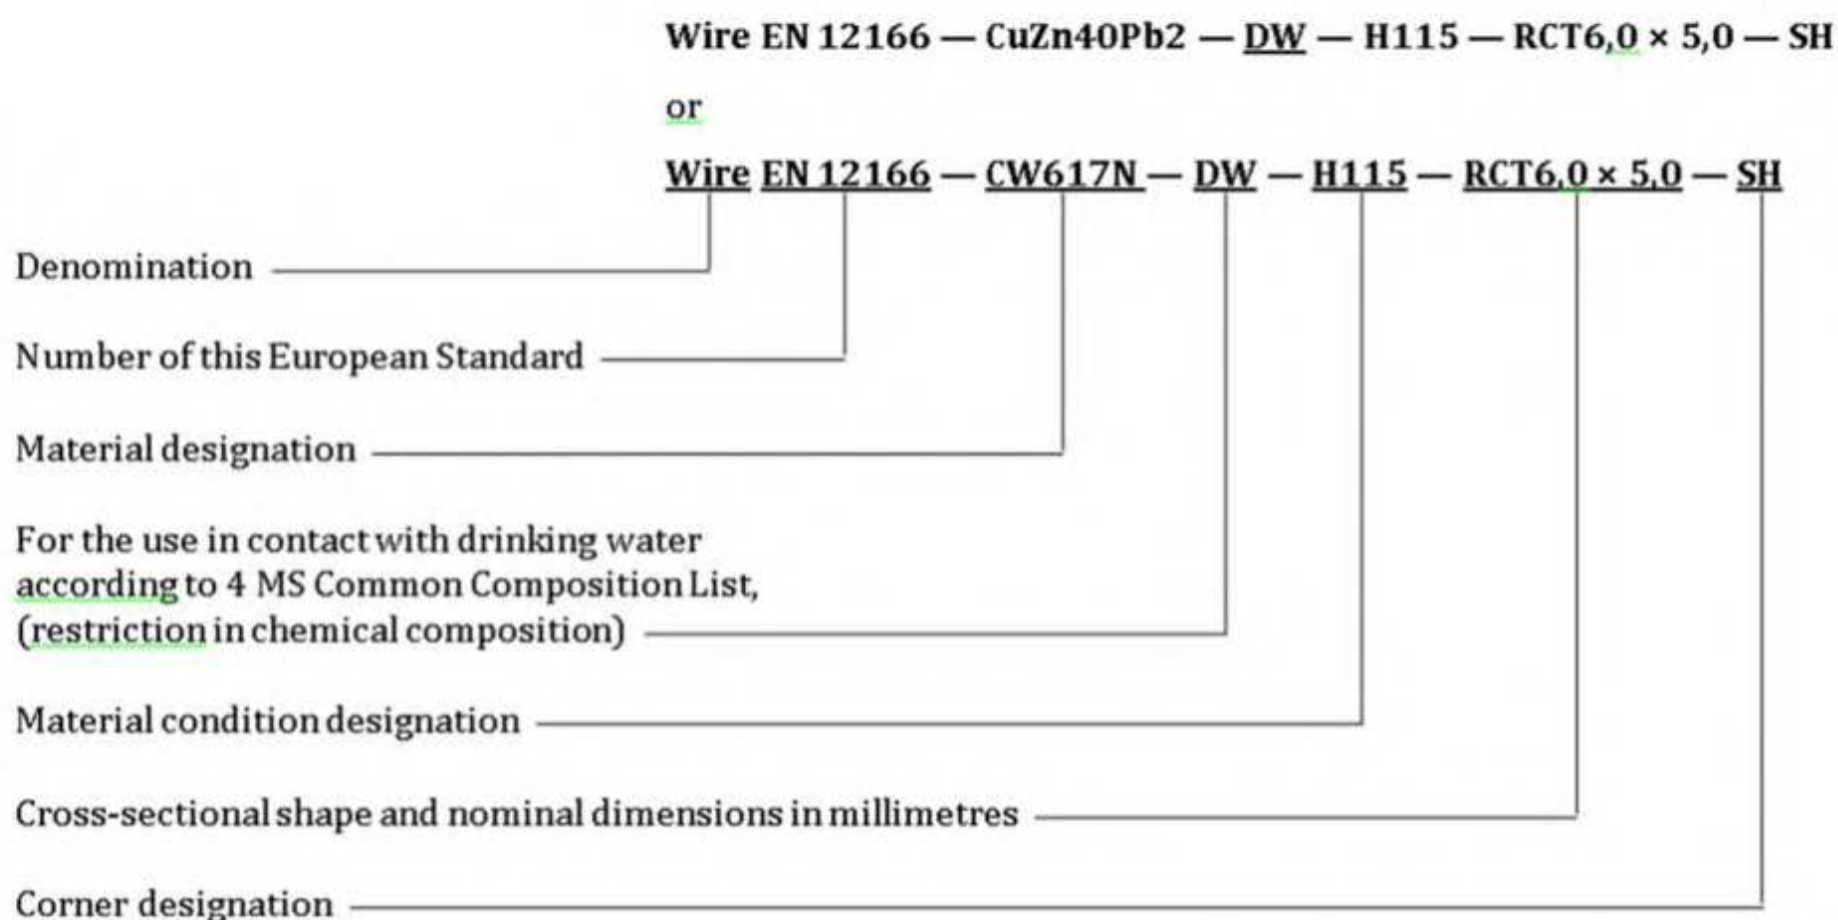 Wire EN 12166 — CuZn40Pb2 — DW — H115 — RCT6,0 × 5,0 — SH
or
Wire EN 12166 — CW617N — DW — H115 — RCT6,0 × 5,0 — SH
Denomination
Number of this European Standard
Material designation
For the use in contact with drinking water
according to 4 MS Common Composition List,
(restriction in chemical composition)
Material condition designation
Cross-sectional shape and nominal dimensions in millimetres
Corner designation